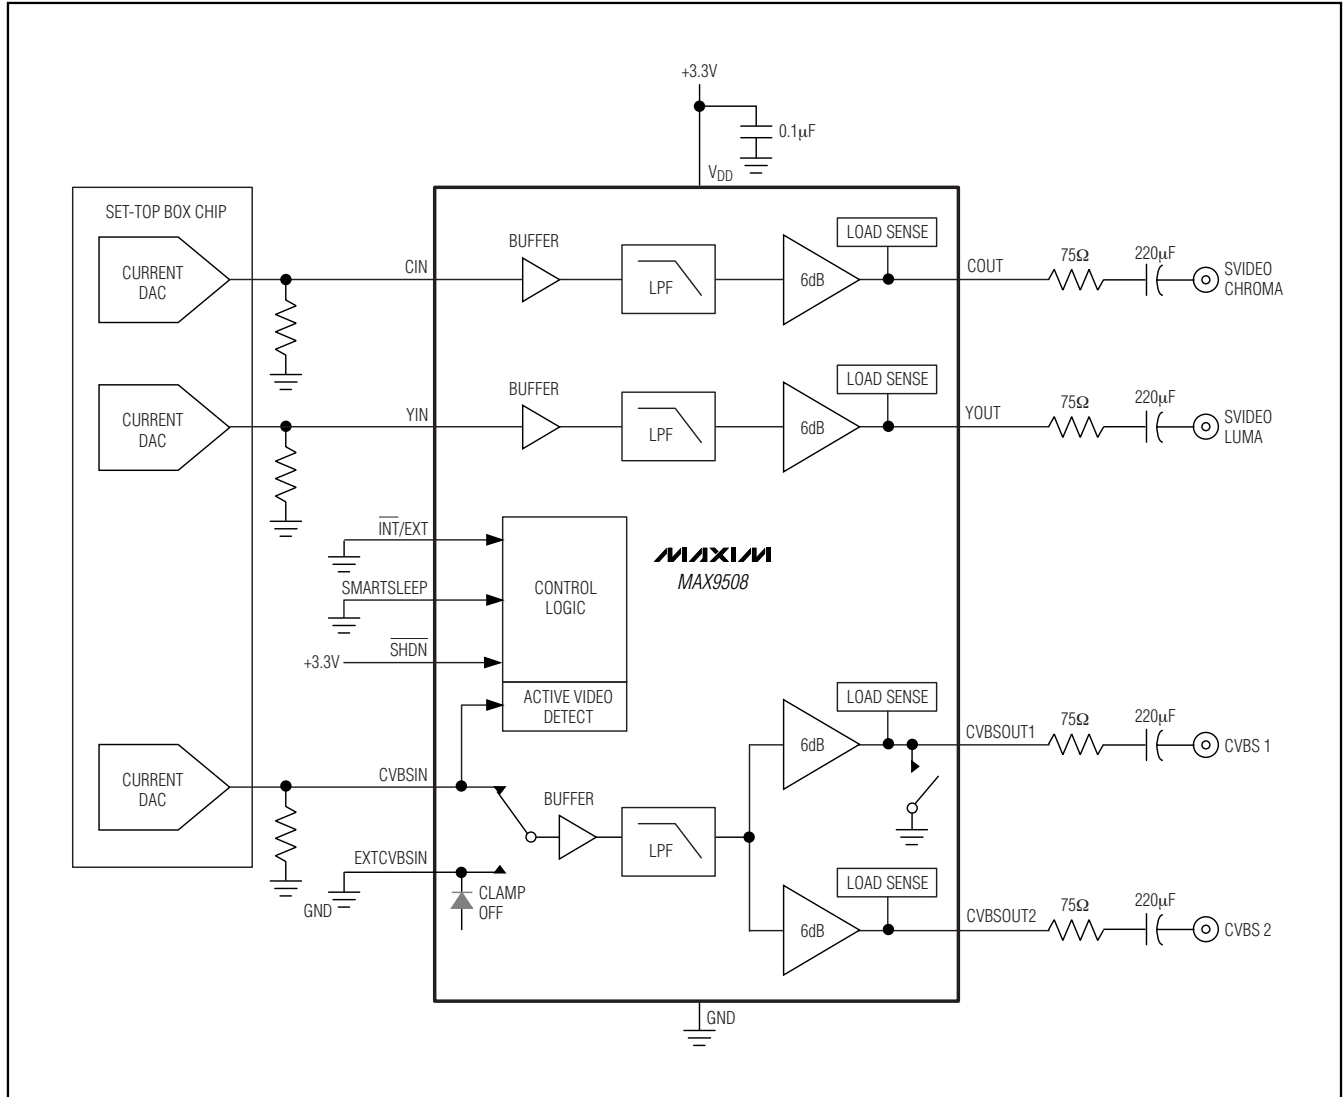 +3.3V
0.1µF
VDD
SET-TOP BOX CHIP
CURRENT
DAC
CIN
BUFFER
LPF
6dB
LOAD SENSE
COUT
75Ω
220µF
SVIDEO
CHROMA
CURRENT
DAC
YIN
BUFFER
LPF
6dB
LOAD SENSE
YOUT
75Ω
220µF
SVIDEO
LUMA
INT/EXT
SMARTSLEEP
+3.3V
SHDN
CONTROL
LOGIC
ACTIVE VIDEO
DETECT
MAXIM
MAX9508
CURRENT
DAC
CVBSIN
EXTCVBSIN
GND
CLAMP
OFF
BUFFER
LPF
6dB
LOAD SENSE
CVBSOUT1
75Ω
220µF
CVBS 1
6dB
LOAD SENSE
CVBSOUT2
75Ω
220µF
CVBS 2
GND